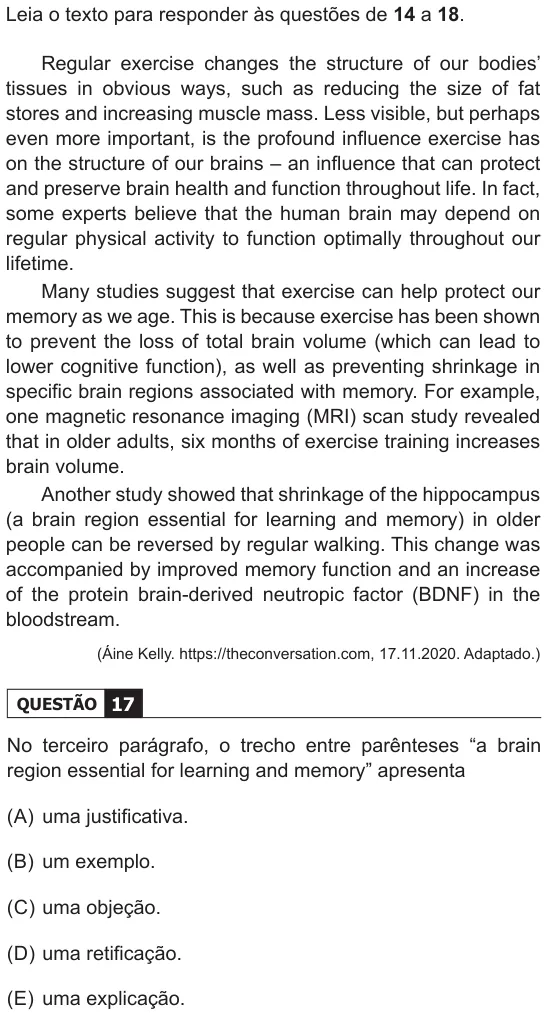 Leia o texto para responder às questões de 14 a 18.
Regular exercise changes the structure of our bodies’
tissues in obvious ways, such as reducing the size of fat
stores and increasing muscle mass. Less visible, but perhaps
even more important, is the profound influence exercise has
on the structure of our brains – an influence that can protect
and preserve brain health and function throughout life. In fact,
some experts believe that the human brain may depend on
regular physical activity to function optimally throughout our
lifetime.
Many studies suggest that exercise can help protect our
memory as we age. This is because exercise has been shown
to prevent the loss of total brain volume (which can lead to
lower cognitive function), as well as preventing shrinkage in
specific brain regions associated with memory. For example,
one magnetic resonance imaging (MRI) scan study revealed
that in older adults, six months of exercise training increases
brain volume.
Another study showed that shrinkage of the hippocampus
(a brain region essential for learning and memory) in older
people can be reversed by regular walking. This change was
accompanied by improved memory function and an increase
of the protein brain-derived neutropic factor (BDNF) in the
bloodstream.
(Áine Kelly. https://theconversation.com, 17.11.2020. Adaptado.)
QUESTÃO 17
No terceiro parágrafo, o trecho entre parênteses “a brain
region essential for learning and memory” apresenta
(A) uma justificativa.
(B) um exemplo.
(C) uma objeção.
(D) uma retificação.
(E) uma explicação.